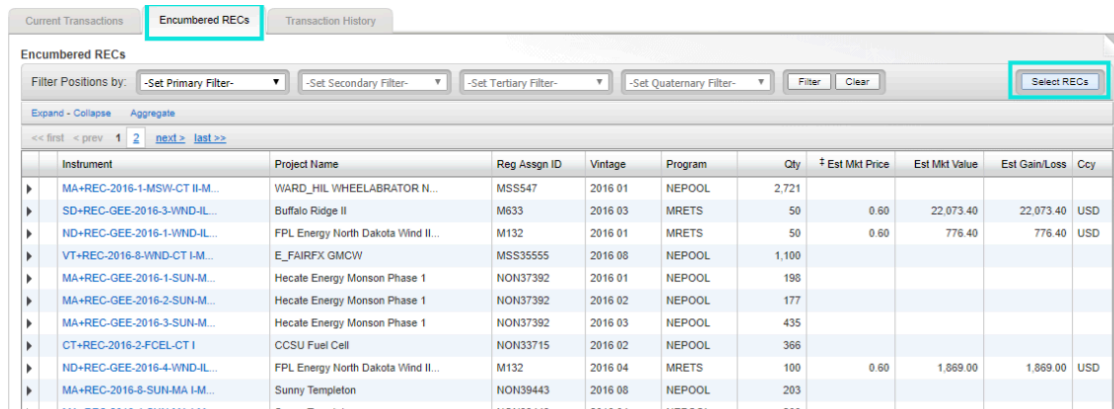 Current Transactions Encumbered RECs Transaction History
Encumbered RECs
Filter Positions by: -Set Primary Filter- -Set Secondary Filter- -Set Tertiary Filter- -Set Quaternary Filter- Filter Clear Select RECs
Expand - Collapse Aggregate
<< first < prev 1 2 next > last >>
Instrument Project Name Reg Assgn ID Vintage Program Qty ‡ Est Mkt Price Est Mkt Value Est Gain/Loss Ccy
MA+REC-2016-1-MSW-CT II-M... WARD_HIL WHEELABRATOR N... MSS547 2016 01 NEPOOL 2,721
SD+REC-GEE-2016-3-WND-IL... Buffalo Ridge II M633 2016 03 MRETS 50 0.60 22,073.40 22,073.40 USD
ND+REC-GEE-2016-1-WND-IL... FPL Energy North Dakota Wind II... M132 2016 01 MRETS 50 0.60 776.40 776.40 USD
VT+REC-2016-8-WND-CT I-M... E_FAIRFX GMCW MSS35555 2016 08 NEPOOL 1,100
MA+REC-GEE-2016-1-SUN-M... Hecate Energy Monson Phase 1 NON37392 2016 01 NEPOOL 198
MA+REC-GEE-2016-2-SUN-M... Hecate Energy Monson Phase 1 NON37392 2016 02 NEPOOL 177
MA+REC-GEE-2016-3-SUN-M... Hecate Energy Monson Phase 1 NON37392 2016 03 NEPOOL 435
CT+REC-2016-2-FCEL-CT I CCSU Fuel Cell NON33715 2016 02 NEPOOL 366
ND+REC-GEE-2016-4-WND-IL... FPL Energy North Dakota Wind II... M132 2016 04 MRETS 100 0.60 1,869.00 1,869.00 USD
MA+REC-2016-8-SUN-MA I-M... Sunny Templeton NON39443 2016 08 NEPOOL 203